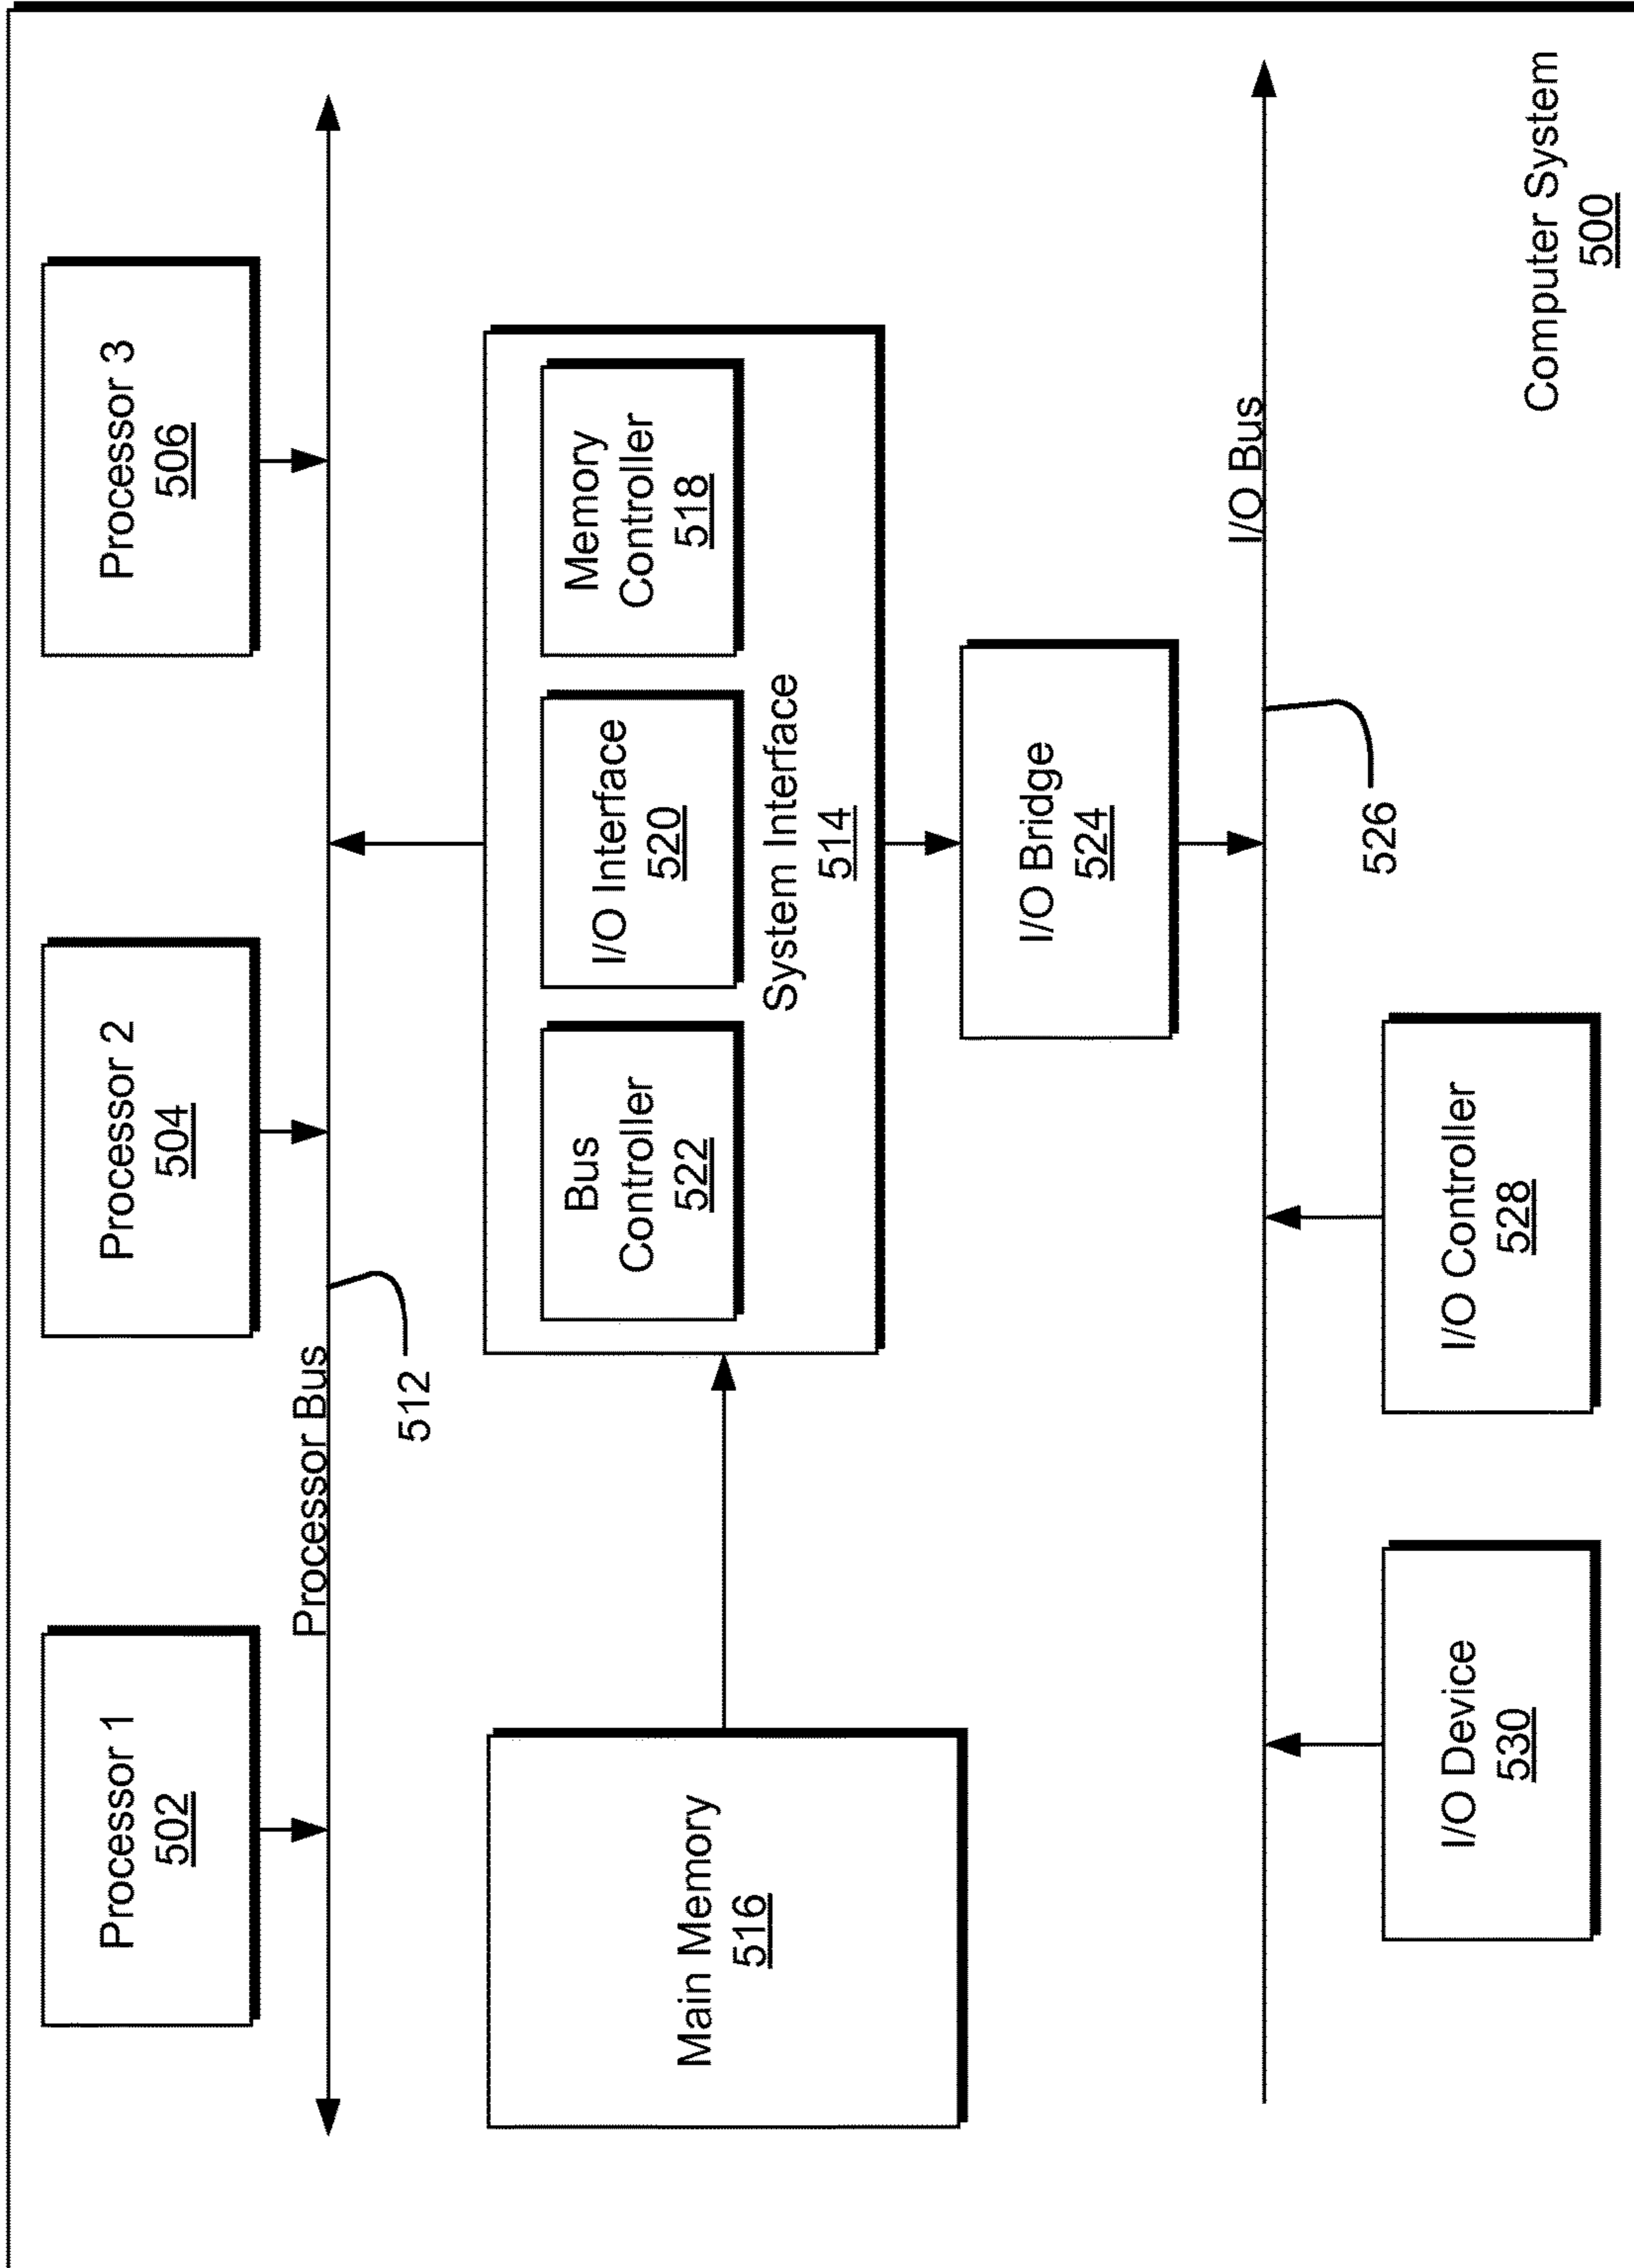 Processor 1
502
Processor 2
504
Processor 3
506
Processor Bus
512
Main Memory
516
Bus
Controller
522
I/O Interface
520
Memory
Controller
518
System Interface
514
I/O Bridge
524
I/O Bus
526
I/O Device
530
I/O Controller
528
Computer System
500